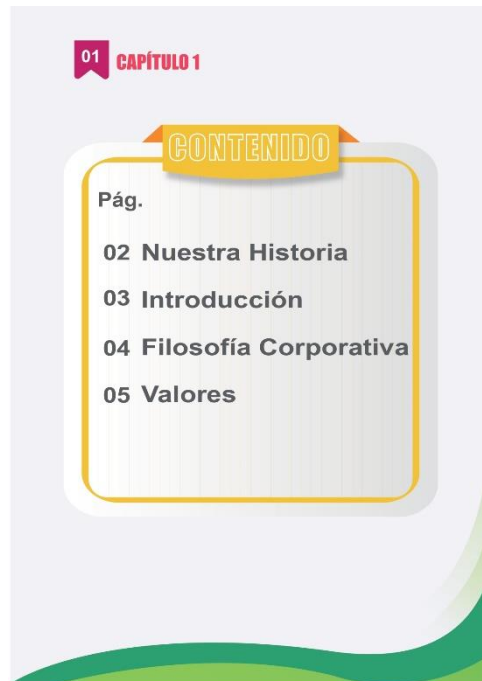 01 CAPÍTULO 1
CONTENIDO
Pág.
02 Nuestra Historia
03 Introducción
04 Filosofía Corporativa
05 Valores